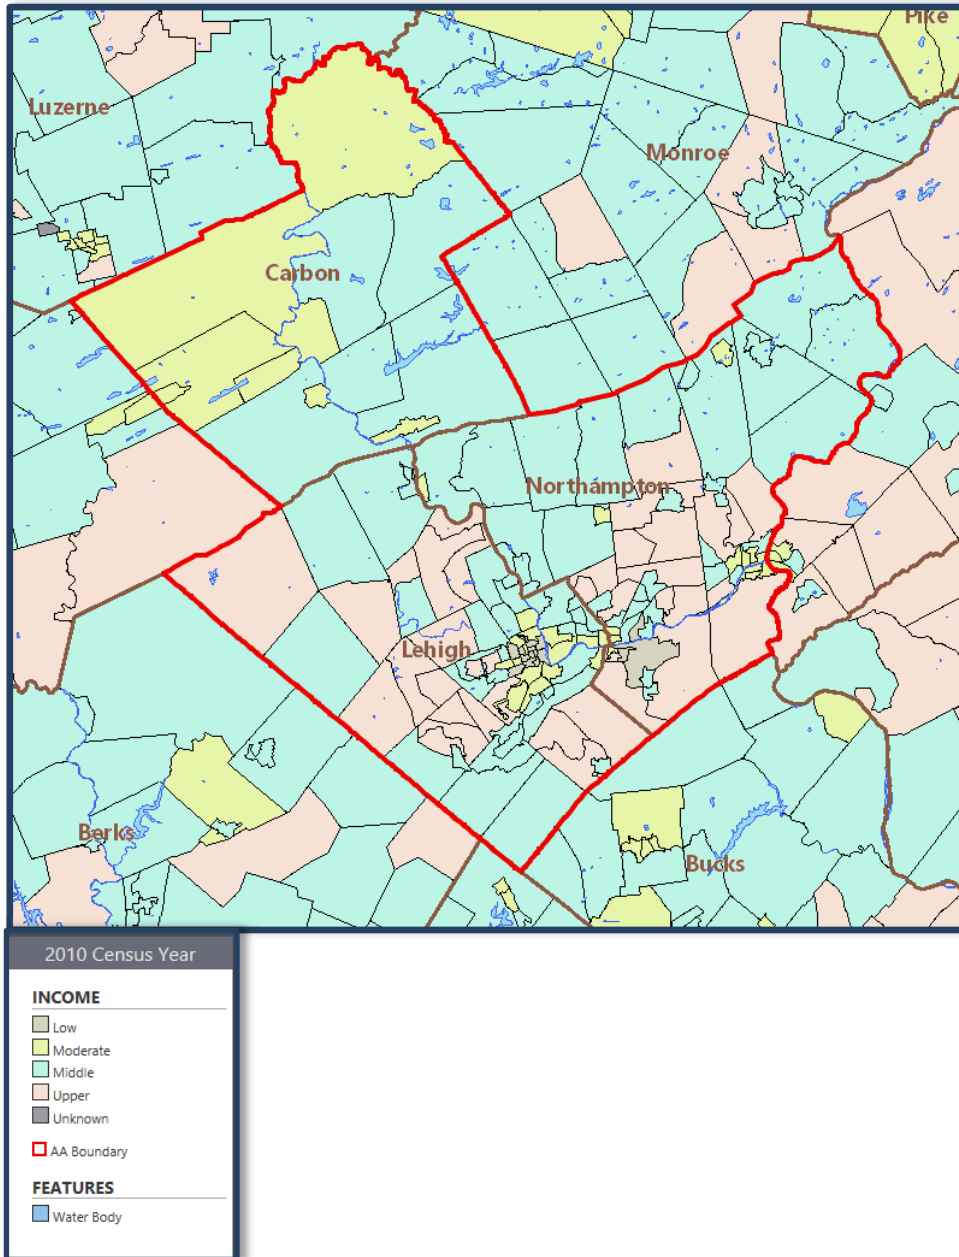 Pike
Luzerne
Monroe
Carbon
Northampton
Lehigh
Berks
Bucks
2010 Census Year
INCOME
Low
Moderate
Middle
Upper
Unknown
AA Boundary
FEATURES
Water Body